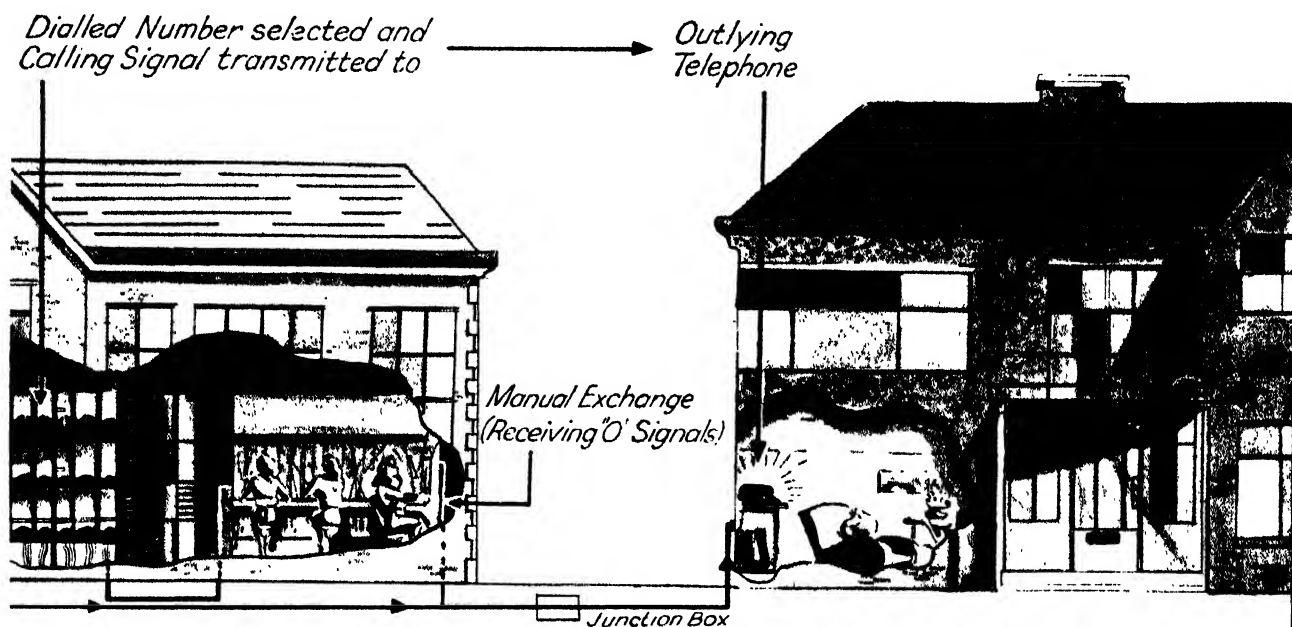 Dialled Number selected and
Calling Signal transmitted to
Outlying
Telephone
Manual Exchange
(Receiving "O" Signals)
Junction Box